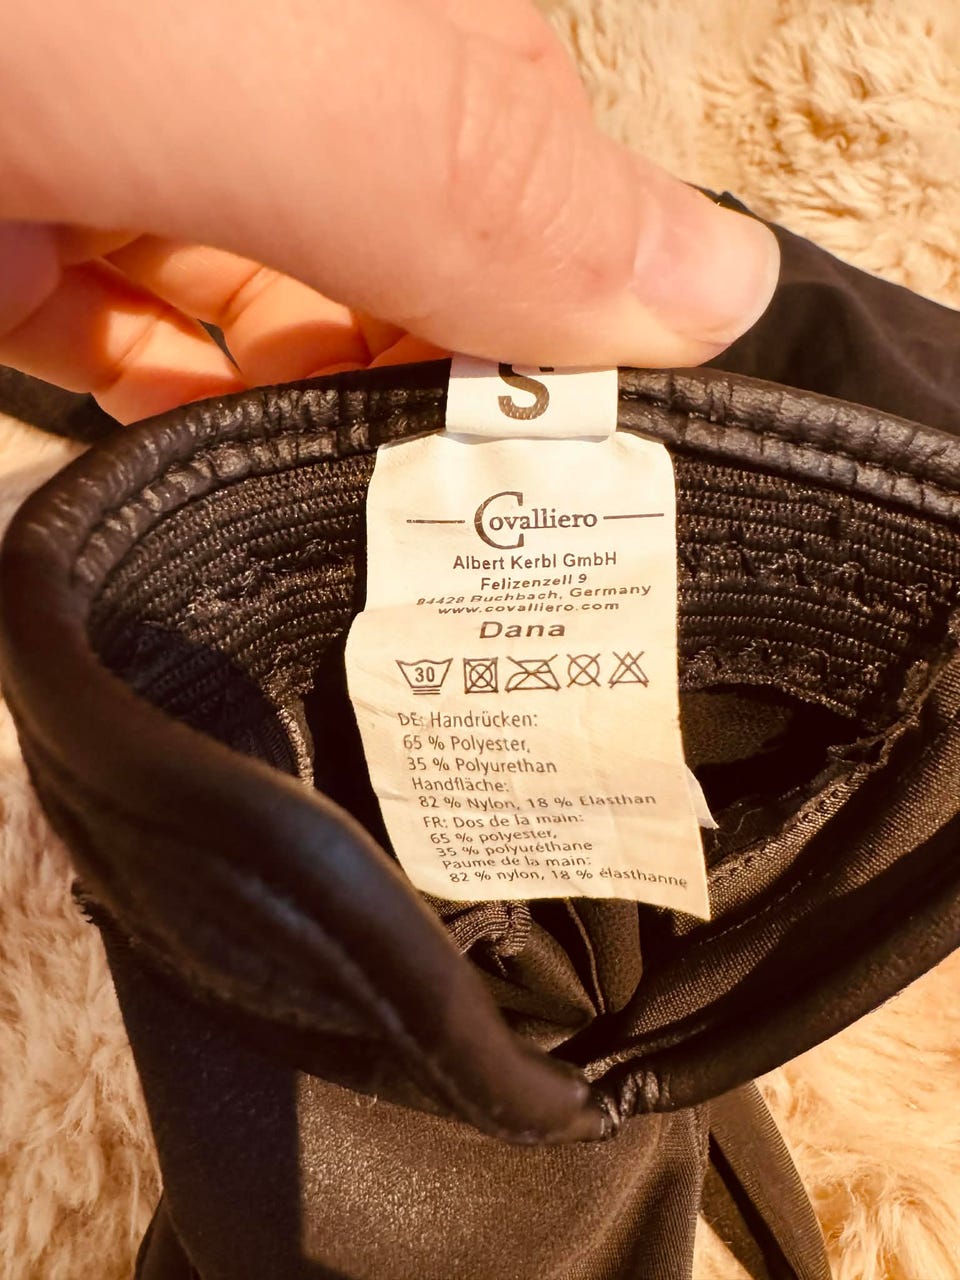 S
Covalliero
Albert Kerbl GmbH
Felizenzell 9
84428 Buchbach, Germany
www.covalliero.com
Dana
30
DE: Handrücken:
65 % Polyester,
35 % Polyurethan
Handfläche:
82 % Nylon, 18 % Elasthan
FR: Dos de la main:
65 % polyester,
35 % polyuréthane
Paume de la main:
82 % nylon, 18 % élasthanne